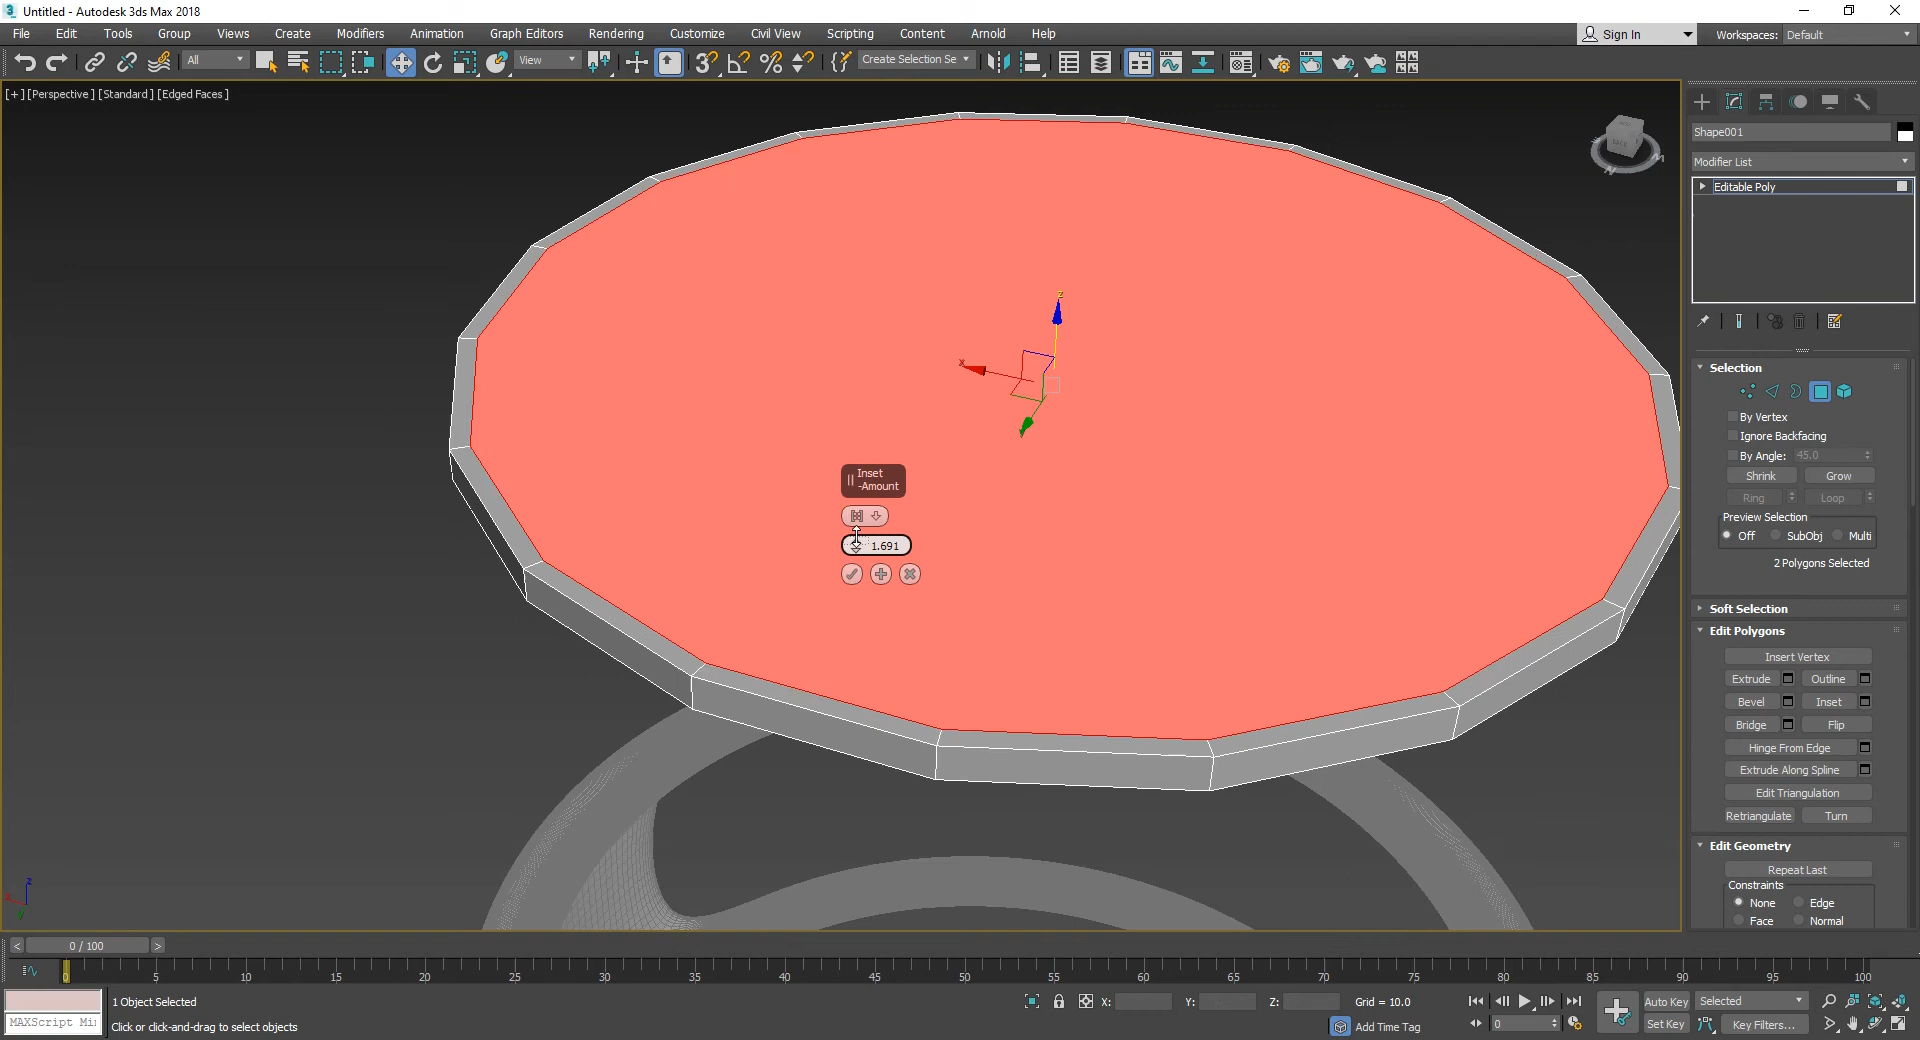 Untitled - Autodesk 3ds Max 2018
File Edit Tools Group Views Create Modifiers Animation Graph Editors Rendering Customize Civil View Scripting Content Arnold Help Sign In Workspaces: Default
All View Create Selection Se
[+] [Perspective] [Standard] [Edged Faces]
Shape001
Modifier List
Editable Poly
Selection
By Vertex
Ignore Backfacing
By Angle: 45.0
Shrink Grow
Ring Loop
Preview Selection
Off SubObj Multi
2 Polygons Selected
Soft Selection
Edit Polygons
Insert Vertex
Extrude Outline
Bevel Inset
Bridge Flip
Hinge From Edge
Extrude Along Spline
Edit Triangulation
Retriangulate Turn
Edit Geometry
Repeat Last
Constraints
None Edge
Face Normal
z
x
Inset
-Amount
1.691
z
x
y
< 0 / 100 >
0 5 10 15 20 25 30 35 40 45 50 55 60 65 70 75 80 85 90 95 100
1 Object Selected X: Y: Z: Grid = 10.0 Auto Key Selected
MAXScript Mi Click or click-and-drag to select objects Add Time Tag 0 Set Key Key Filters...